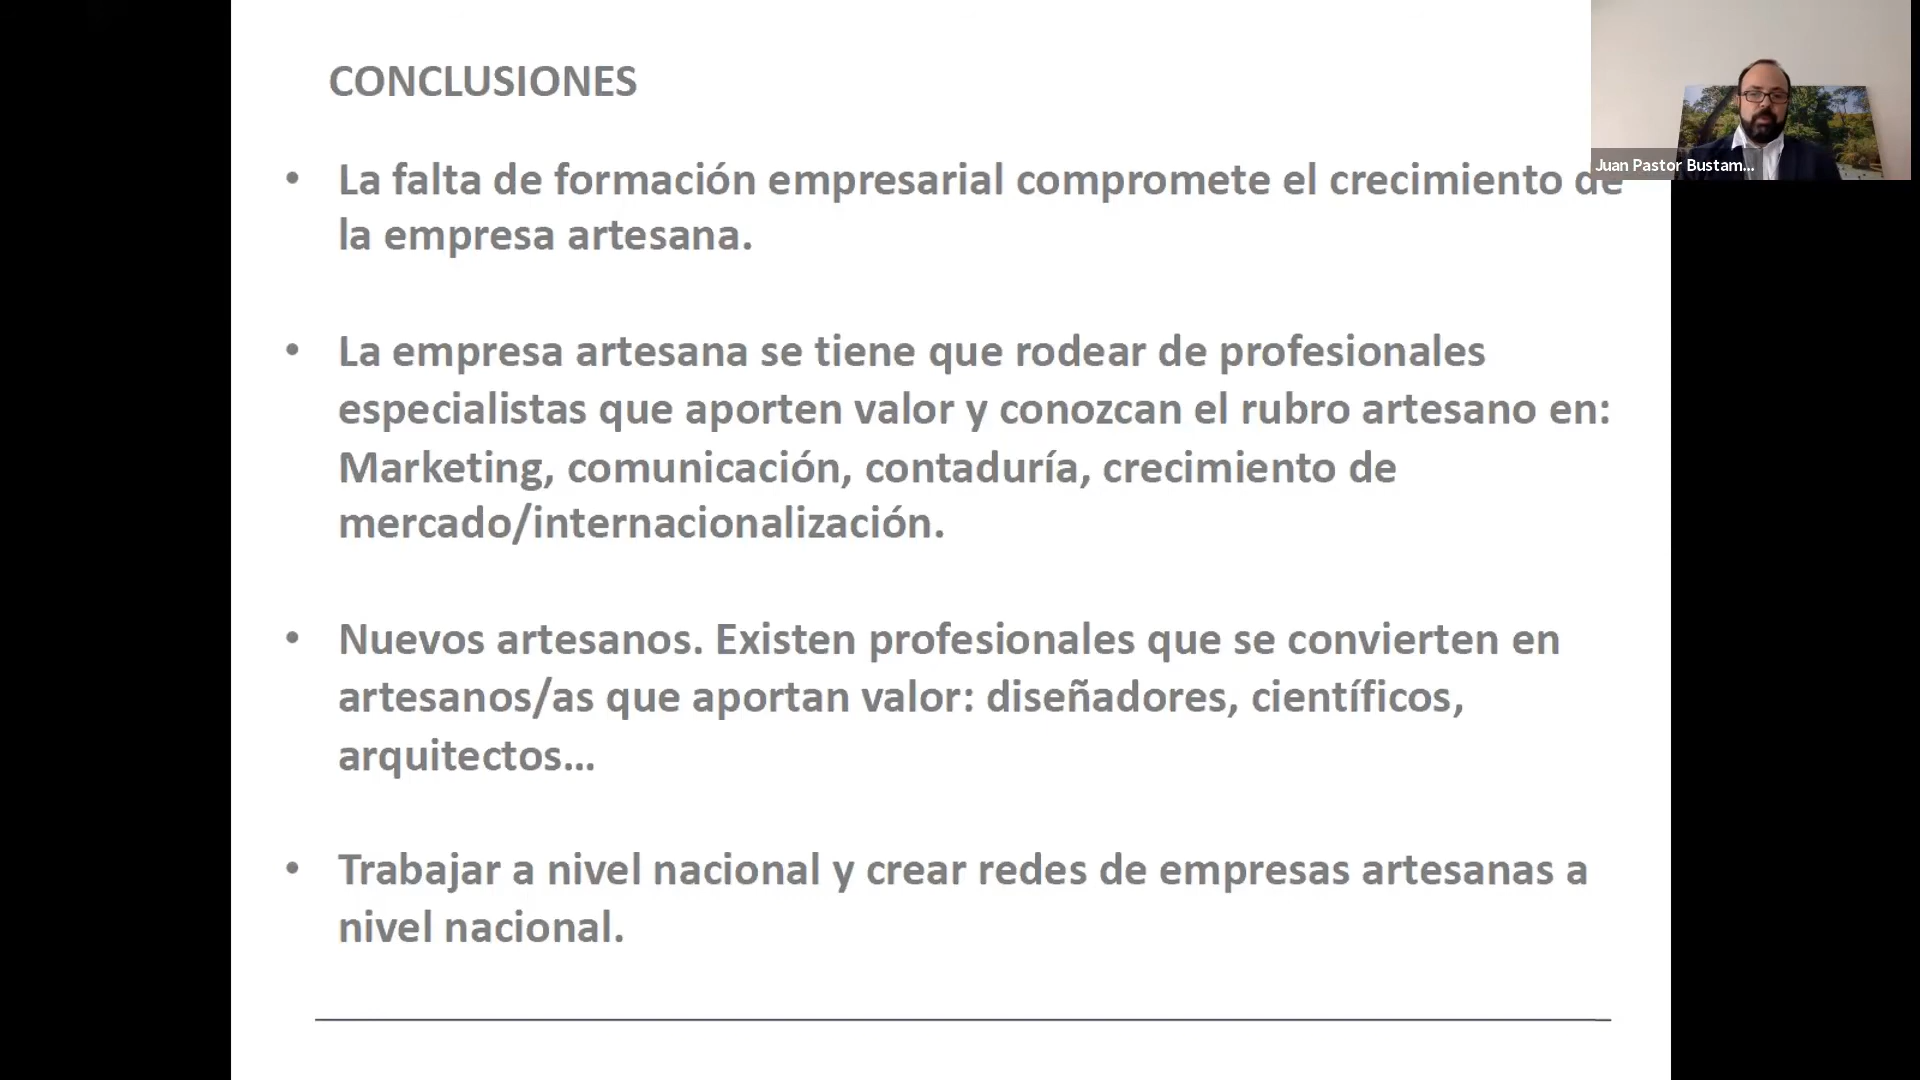 CONCLUSIONES
• La falta de formación empresarial compromete el crecimiento de
la empresa artesana.
• La empresa artesana se tiene que rodear de profesionales
especialistas que aporten valor y conozcan el rubro artesano en:
Marketing, comunicación, contaduría, crecimiento de
mercado/internacionalización.
• Nuevos artesanos. Existen profesionales que se convierten en
artesanos/as que aportan valor: diseñadores, científicos,
arquitectos...
• Trabajar a nivel nacional y crear redes de empresas artesanas a
nivel nacional.
Juan Pastor Bustam...